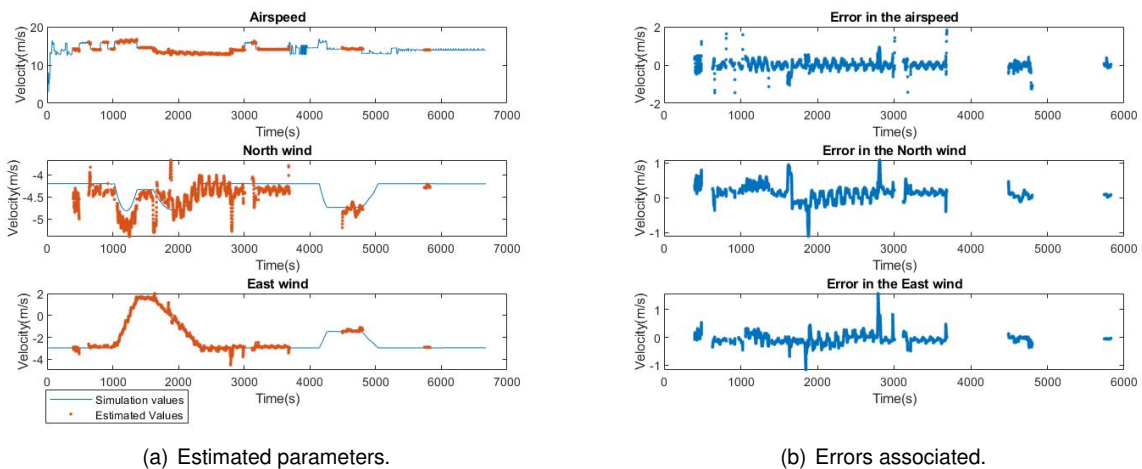 Airspeed
Velocity(m/s)
20
10
0
0 1000 2000 3000 4000 5000 6000 7000
Time(s)
North wind
Velocity(m/s)
-4
-4.5
-5
0 1000 2000 3000 4000 5000 6000 7000
Time(s)
East wind
Velocity(m/s)
2
0
-2
-4
0 1000 2000 3000 4000 5000 6000 7000
Time(s)
Simulation values
Estimated Values
(a) Estimated parameters.
Error in the airspeed
Velocity(m/s)
2
0
-2
0 1000 2000 3000 4000 5000 6000
Time(s)
Error in the North wind
Velocity(m/s)
1
0
-1
0 1000 2000 3000 4000 5000 6000
Time(s)
Error in the East wind
Velocity(m/s)
1
0
-1
0 1000 2000 3000 4000 5000 6000
Time(s)
(b) Errors associated.